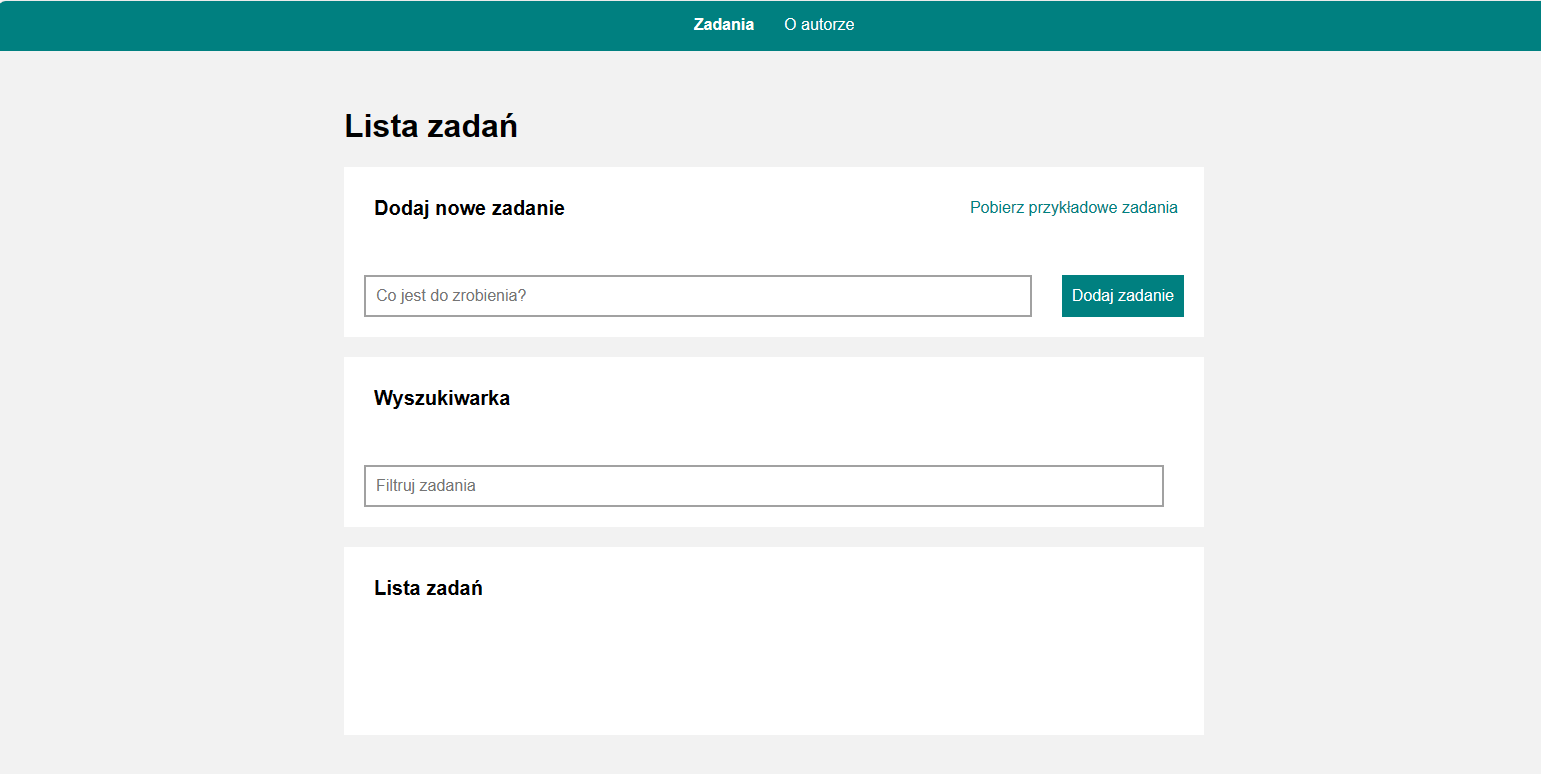 Zadania O autorze
Lista zadań
Dodaj nowe zadanie Pobierz przykładowe zadania
Co jest do zrobienia? Dodaj zadanie
Wyszukiwarka
Filtruj zadania
Lista zadań